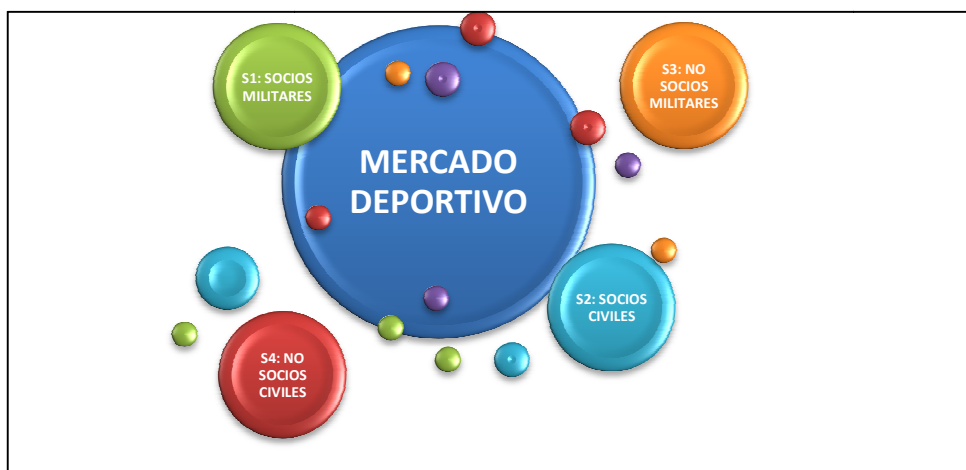 S1: SOCIOS
MILITARES
S3: NO
SOCIOS
MILITARES
MERCADO
DEPORTIVO
S2: SOCIOS
CIVILES
S4: NO
SOCIOS
CIVILES